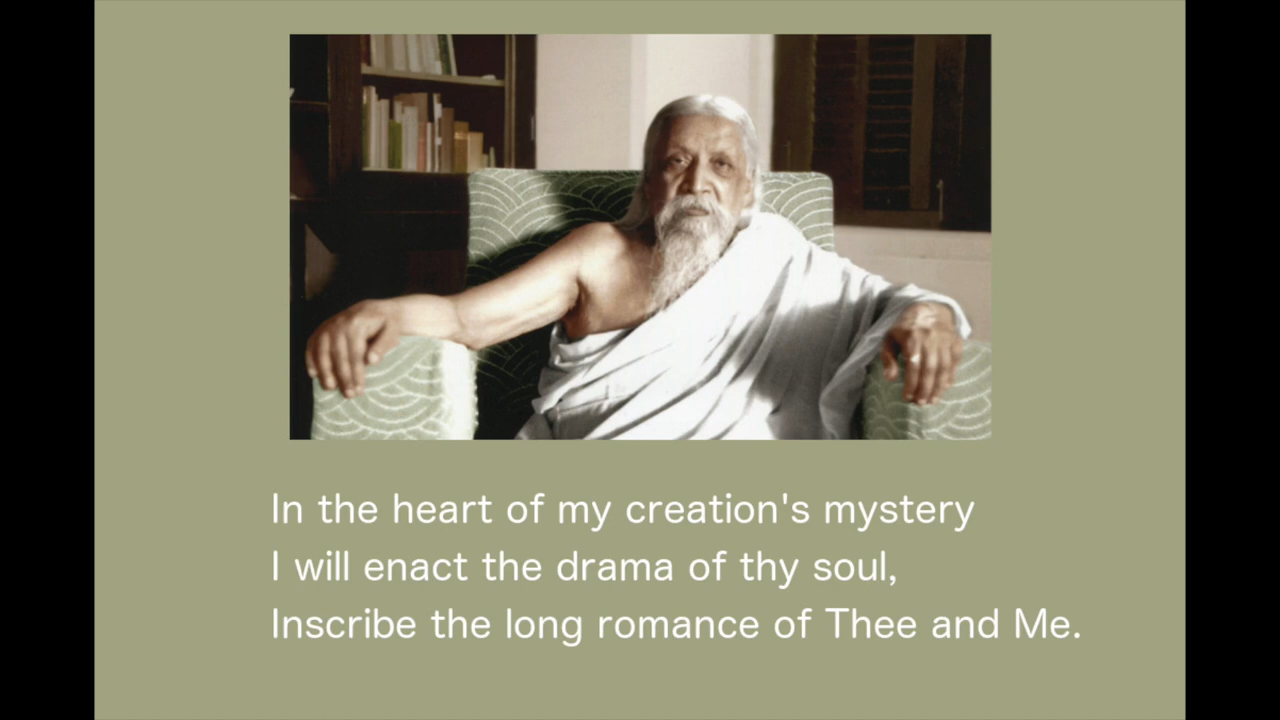 In the heart of my creation's mystery
I will enact the drama of thy soul,
Inscribe the long romance of Thee and Me.